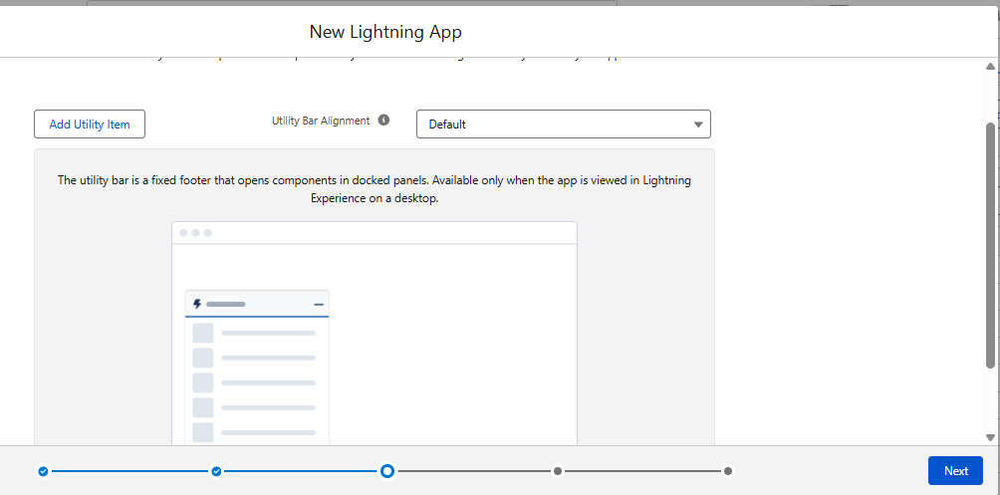 New Lightning App
Add Utility Item
Utility Bar Alignment
Default
The utility bar is a fixed footer that opens components in docked panels. Available only when the app is viewed in Lightning
Experience on a desktop.
Next